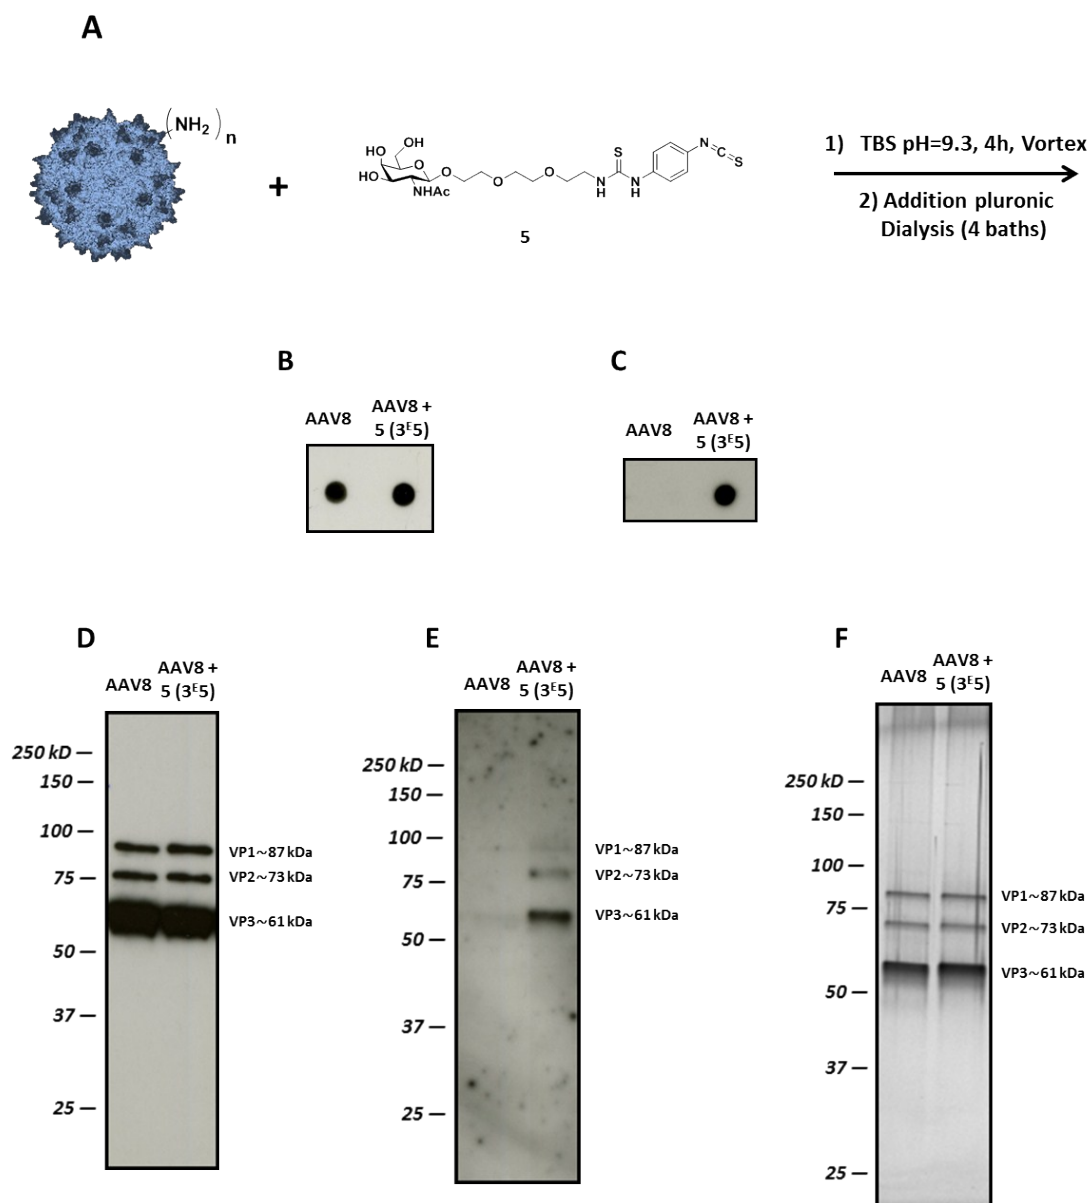 A
(NH2)n
+
OH
HO
O
HO
NHAc
O
O
O
N
H
S
N
H
N
C
S
5
1) TBS pH=9.3, 4h, Vortex
2) Addition pluronic
Dialysis (4 baths)
B
AAV8
AAV8 +
5 (3ᴱ5)
C
AAV8
AAV8 +
5 (3ᴱ5)
D
AAV8
AAV8 +
5 (3ᴱ5)
250 kD
150
100
75
50
37
25
VP1~87 kDa
VP2~73 kDa
VP3~61 kDa
E
AAV8
AAV8 +
5 (3ᴱ5)
250 kD
150
100
75
50
37
25
VP1~87 kDa
VP2~73 kDa
VP3~61 kDa
F
AAV8
AAV8 +
5 (3ᴱ5)
250 kD
150
100
75
50
37
25
VP1~87 kDa
VP2~73 kDa
VP3~61 kDa